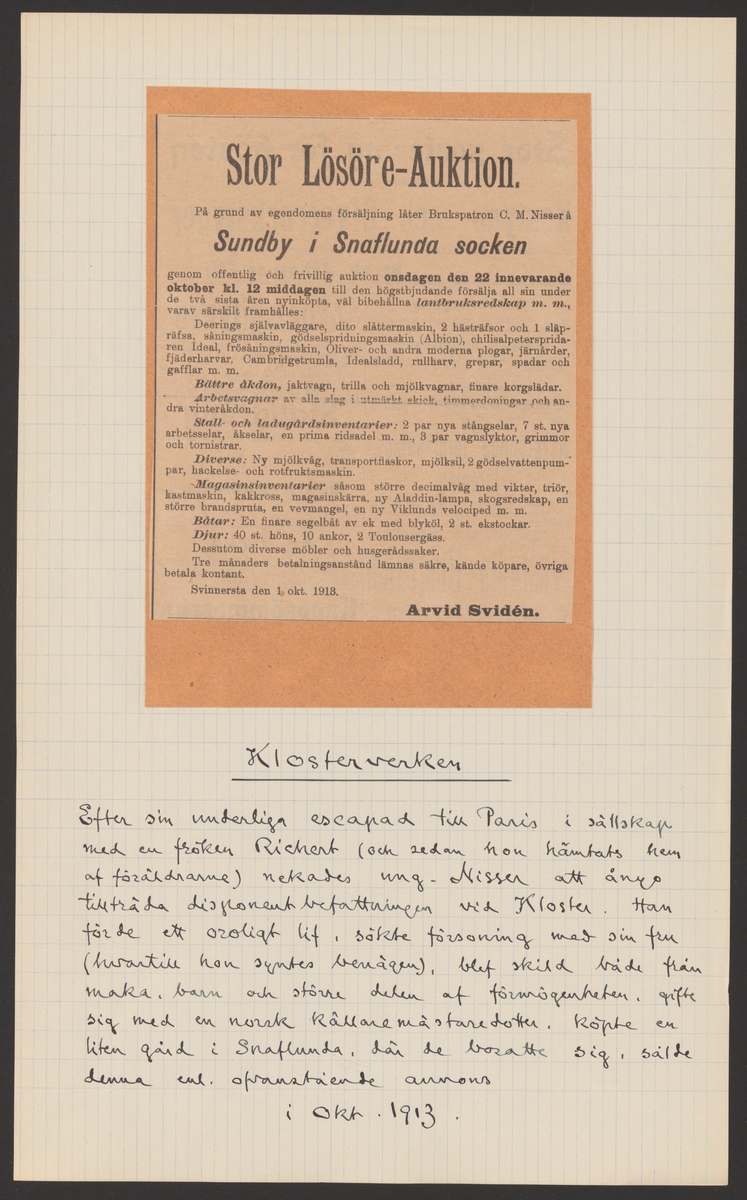 Stor Lösöre-Auktion.
På grund av egendomens försäljning låter Brukspatron C. M. Nisser å
Sundby i Snaflunda socken
genom offentlig och frivillig auktion onsdagen den 22 innevarande
oktober kl. 12 middagen till den högstbjudande försälja all sin under
de två sista åren nyinköpta, väl bibehållna lantbruksredskap m. m.,
varav särskilt framhålles:
Deerings självavläggare, dito slåttermaskin, 2 hästräfsor och 1 släp-
räfsa, såningsmaskin, gödselspridningsmaskin (Albion), chilisalpetersprida-
ren Ideal, frösåningsmaskin, Oliver- och andra moderna plogar, järnårder,
fjäderharvar, Cambridgetrumla, Idealsladd, rullharv, grepar, spadar och
gafflar m. m.
Bättre åkdon, jaktvagn, trilla och mjölkvagnar, finare korgslädar.
Arbetsvagnar av alla slag i utmärkt skick, timmerdoningar och an-
dra vinteråkdon.
Stall- och ladugårdsinventarier: 2 par nya stångselar, 7 st. nya
arbetsselar, åkselar, en prima ridsadel m. m., 3 par vagnslyktor, grimmor
och tornistrar.
Diverse: Ny mjölkvåg, transportflaskor, mjölksil, 2 gödselvattenpum-
par, hackelse- och rotfruktsmaskin.
Magasinsinventarier såsom större decimalvåg med vikter, triör,
kastmaskin, kakkross, magasinskärra, ny Aladdin-lampa, skogsredskap, en
större brandspruta, en vevmangel, en ny Viklunds velociped m. m.
Båtar: En finare segelbåt av ek med blyköl, 2 st. ekstockar.
Djur: 40 st. höns, 10 ankor, 2 Toulousergäss.
Dessutom diverse möbler och husgerådssaker.
Tre månaders betalningsanstånd lämnas säkre, kände köpare, övriga
betala kontant.
Svinnersta den 1 okt. 1913.
Arvid Svidén.
Klosterverken
Efter sin underliga escapad till Paris i sällskap
med en fröken Richert (och sedan hon hämtats hem
af föräldrarna) nekades ung-Nisser att ånyo
tillträda disponentbefattningen vid Kloster. Han
förde ett oroligt lif, sökte försoning med sin fru
(hvartill hon syntes benägen), blef skild både från
maka, barn och större delen af förmögenheten, gifte
sig med en norsk källaremästaredotter, köpte en
liten gård i Snaflunda, där de bosatte sig, sålde
denna enl. ofvanstående annons
i Okt. 1913.